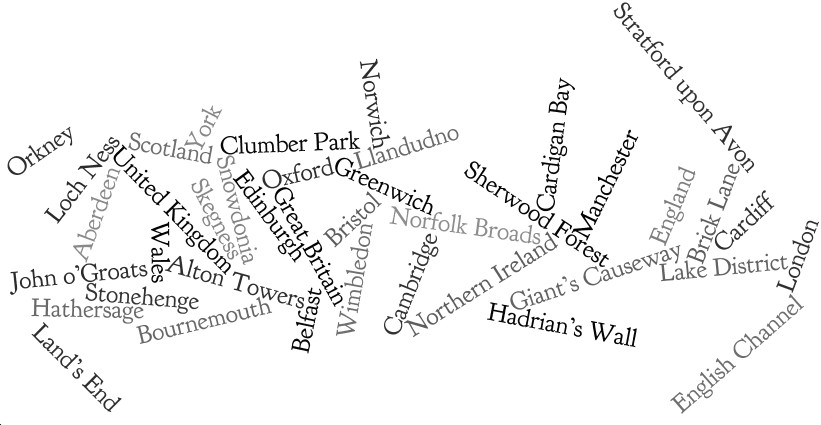 Stratford upon Avon
Norwich
Cardigan Bay
York
Orkney
Loch Ness
Scotland
Clumber Park
Llandudno
Manchester
United Kingdom
Snowdonia
Oxford
Greenwich
Sherwood Forest
Aberdeen
Skegness
Edinburgh
Great Britain
Bristol
Norfolk Broads
England
Brick Lane
Cardiff
Wales
Wimbledon
Cambridge
Northern Ireland
Giant's Causeway
Lake District
London
John o'Groats
Alton Towers
Stonehenge
Hathersage
Bournemouth
Belfast
Hadrian's Wall
English Channel
Land's End